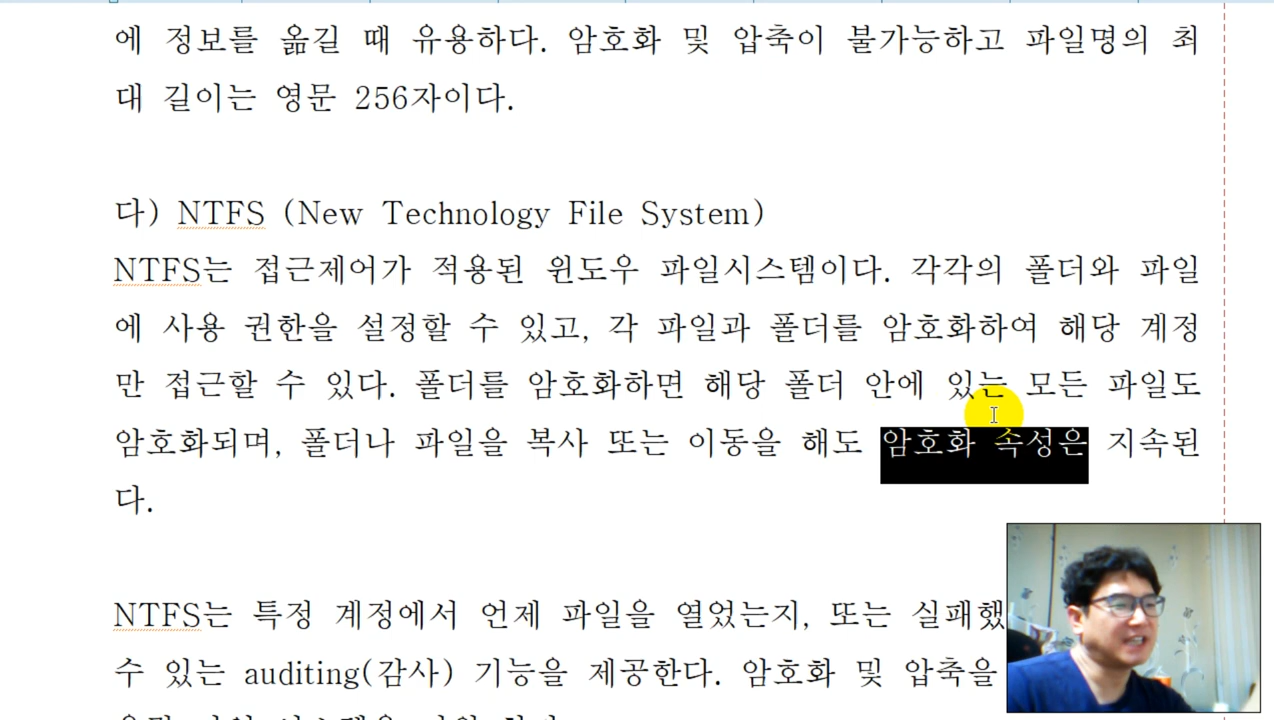 에 정보를 옮길 때 유용하다. 암호화 및 압축이 불가능하고 파일명의 최
대 길이는 영문 256자이다.
다) NTFS (New Technology File System)
NTFS는 접근제어가 적용된 윈도우 파일시스템이다. 각각의 폴더와 파일
에 사용 권한을 설정할 수 있고, 각 파일과 폴더를 암호화하여 해당 계정
만 접근할 수 있다. 폴더를 암호화하면 해당 폴더 안에 있는 모든 파일도
암호화되며, 폴더나 파일을 복사 또는 이동을 해도 암호화 속성은 지속된
다.
NTFS는 특정 계정에서 언제 파일을 열었는지, 또는 실패했
수 있는 auditing(감사) 기능을 제공한다. 암호화 및 압축을